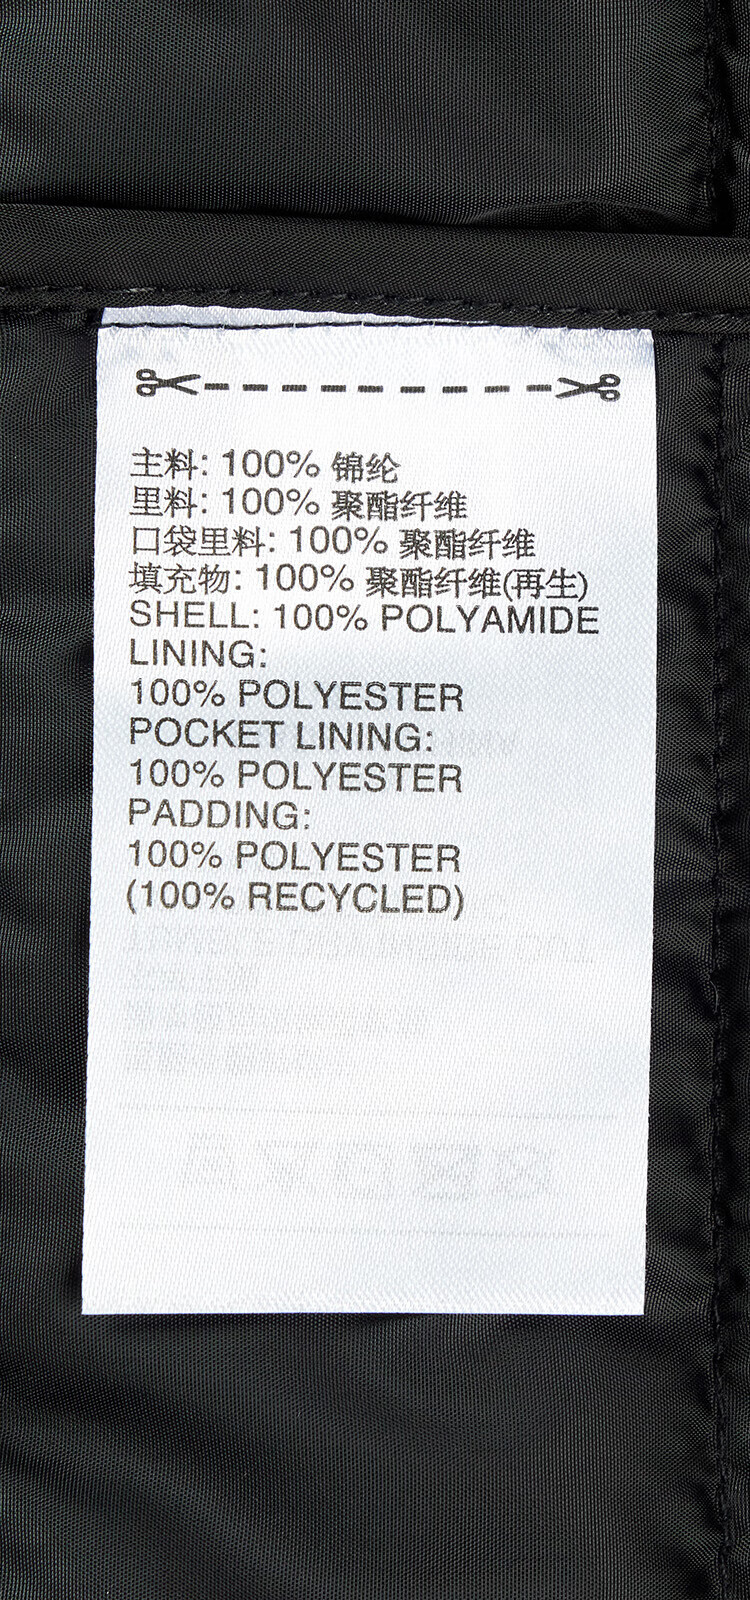 主料: 100% 锦纶
里料: 100% 聚酯纤维
口袋里料: 100% 聚酯纤维
填充物: 100% 聚酯纤维(再生)
SHELL: 100% POLYAMIDE
LINING:
100% POLYESTER
POCKET LINING:
100% POLYESTER
PADDING:
100% POLYESTER
(100% RECYCLED)